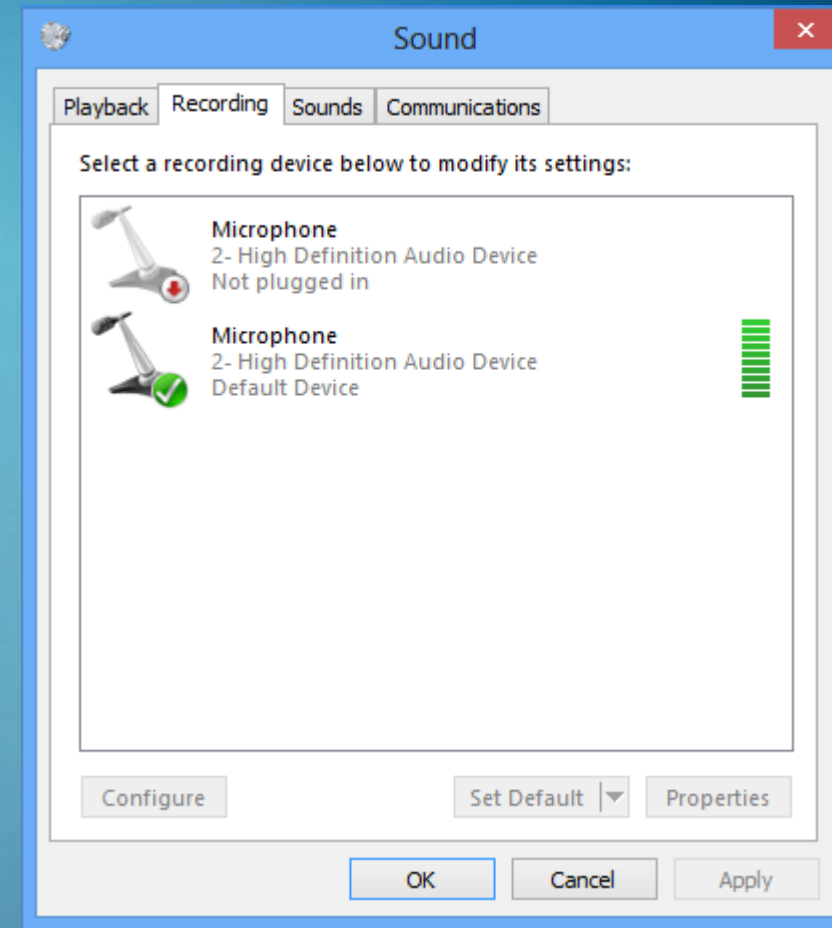 Sound
Playback Recording Sounds Communications
Select a recording device below to modify its settings:
Microphone
2- High Definition Audio Device
Not plugged in
Microphone
2- High Definition Audio Device
Default Device
Configure Set Default Properties
OK Cancel Apply